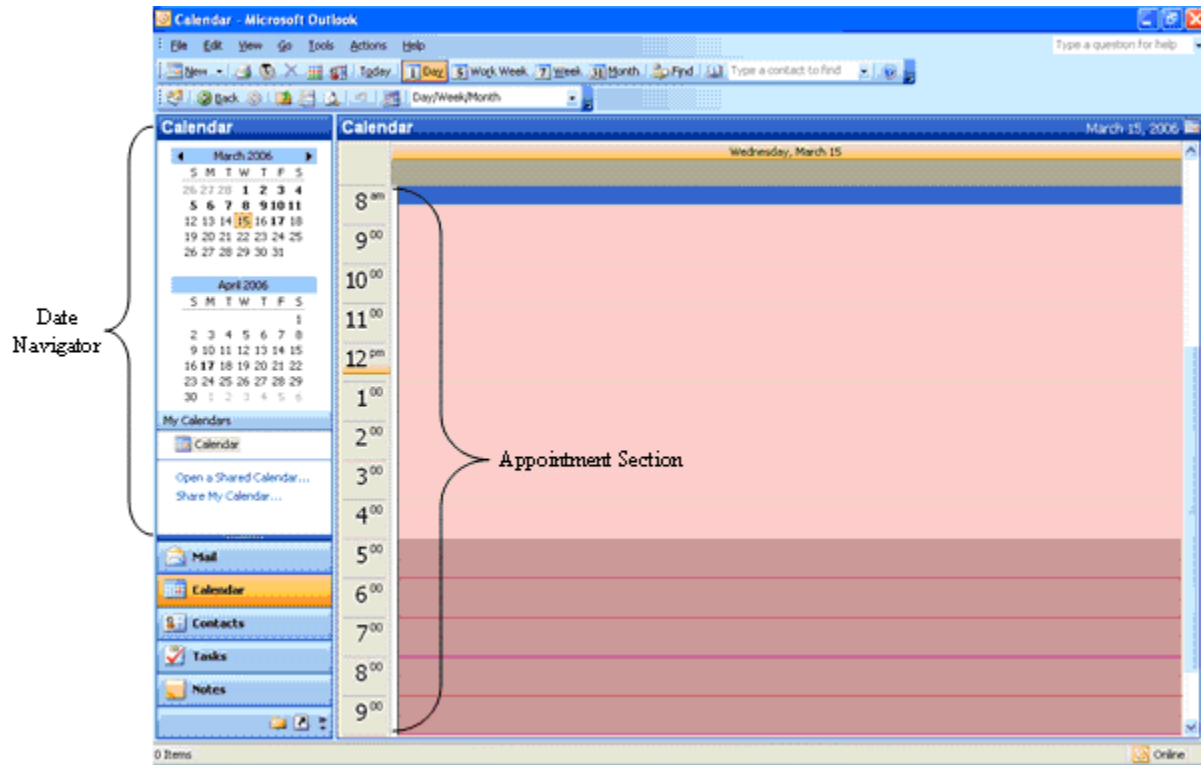 Calendar - Microsoft Outlook
File Edit View Go Tools Actions Help
Type a question for help
New Today 1 Day 5 Work Week 7 Week 31 Month Find Type a contact to find
Back Day/Week/Month
Calendar
March 2006
S M T W T F S
26 27 28 1 2 3 4
5 6 7 8 9 10 11
12 13 14 15 16 17 18
19 20 21 22 23 24 25
26 27 28 29 30 31
April 2006
S M T W T F S
1
2 3 4 5 6 7 8
9 10 11 12 13 14 15
16 17 18 19 20 21 22
23 24 25 26 27 28 29
30 1 2 3 4 5 6
My Calendars
Calendar
Open a Shared Calendar...
Share My Calendar...
Date
Navigator
Mail
Calendar
Contacts
Tasks
Notes
Calendar March 15, 2006
Wednesday, March 15
8 am
9 00
10 00
11 00
12 pm
1 00
2 00
3 00
4 00
5 00
6 00
7 00
8 00
9 00
Appointment Section
0 Items
Online